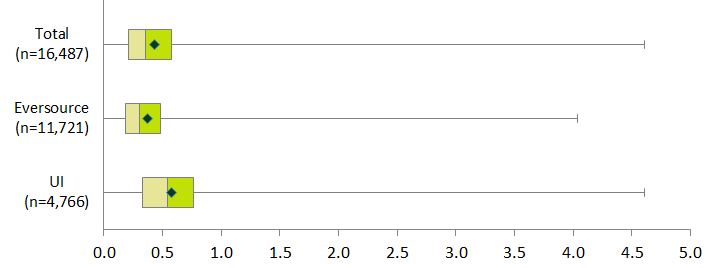 Total
(n=16,487)
Eversource
(n=11,721)
UI
(n=4,766)
0.0 0.5 1.0 1.5 2.0 2.5 3.0 3.5 4.0 4.5 5.0